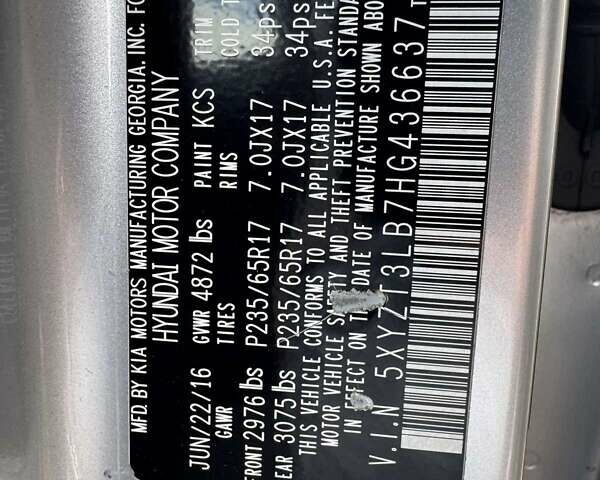 MFD. BY KIA MOTORS MANUFACTURING GEORGIA, INC. FO
HYUNDAI MOTOR COMPANY
JUN/22/16 GVWR 4872 lbs PAINT KCS TRIM
GAWR TIRES RIMS COLD T
FRONT 2976 lbs P235/65R17 7.0JX17 34ps
EAR 3075 lbs P235/65R17 7.0JX17 34ps
THIS VEHICLE CONFORMS TO ALL APPLICABLE U.S.A. FE
MOTOR VEHICLE SAFETY AND THEFT PREVENTION STANDA
IN EFFECT ON THE DATE OF MANUFACTURE SHOWN ABO
V.I.N 5XYZT3LB7HG436637